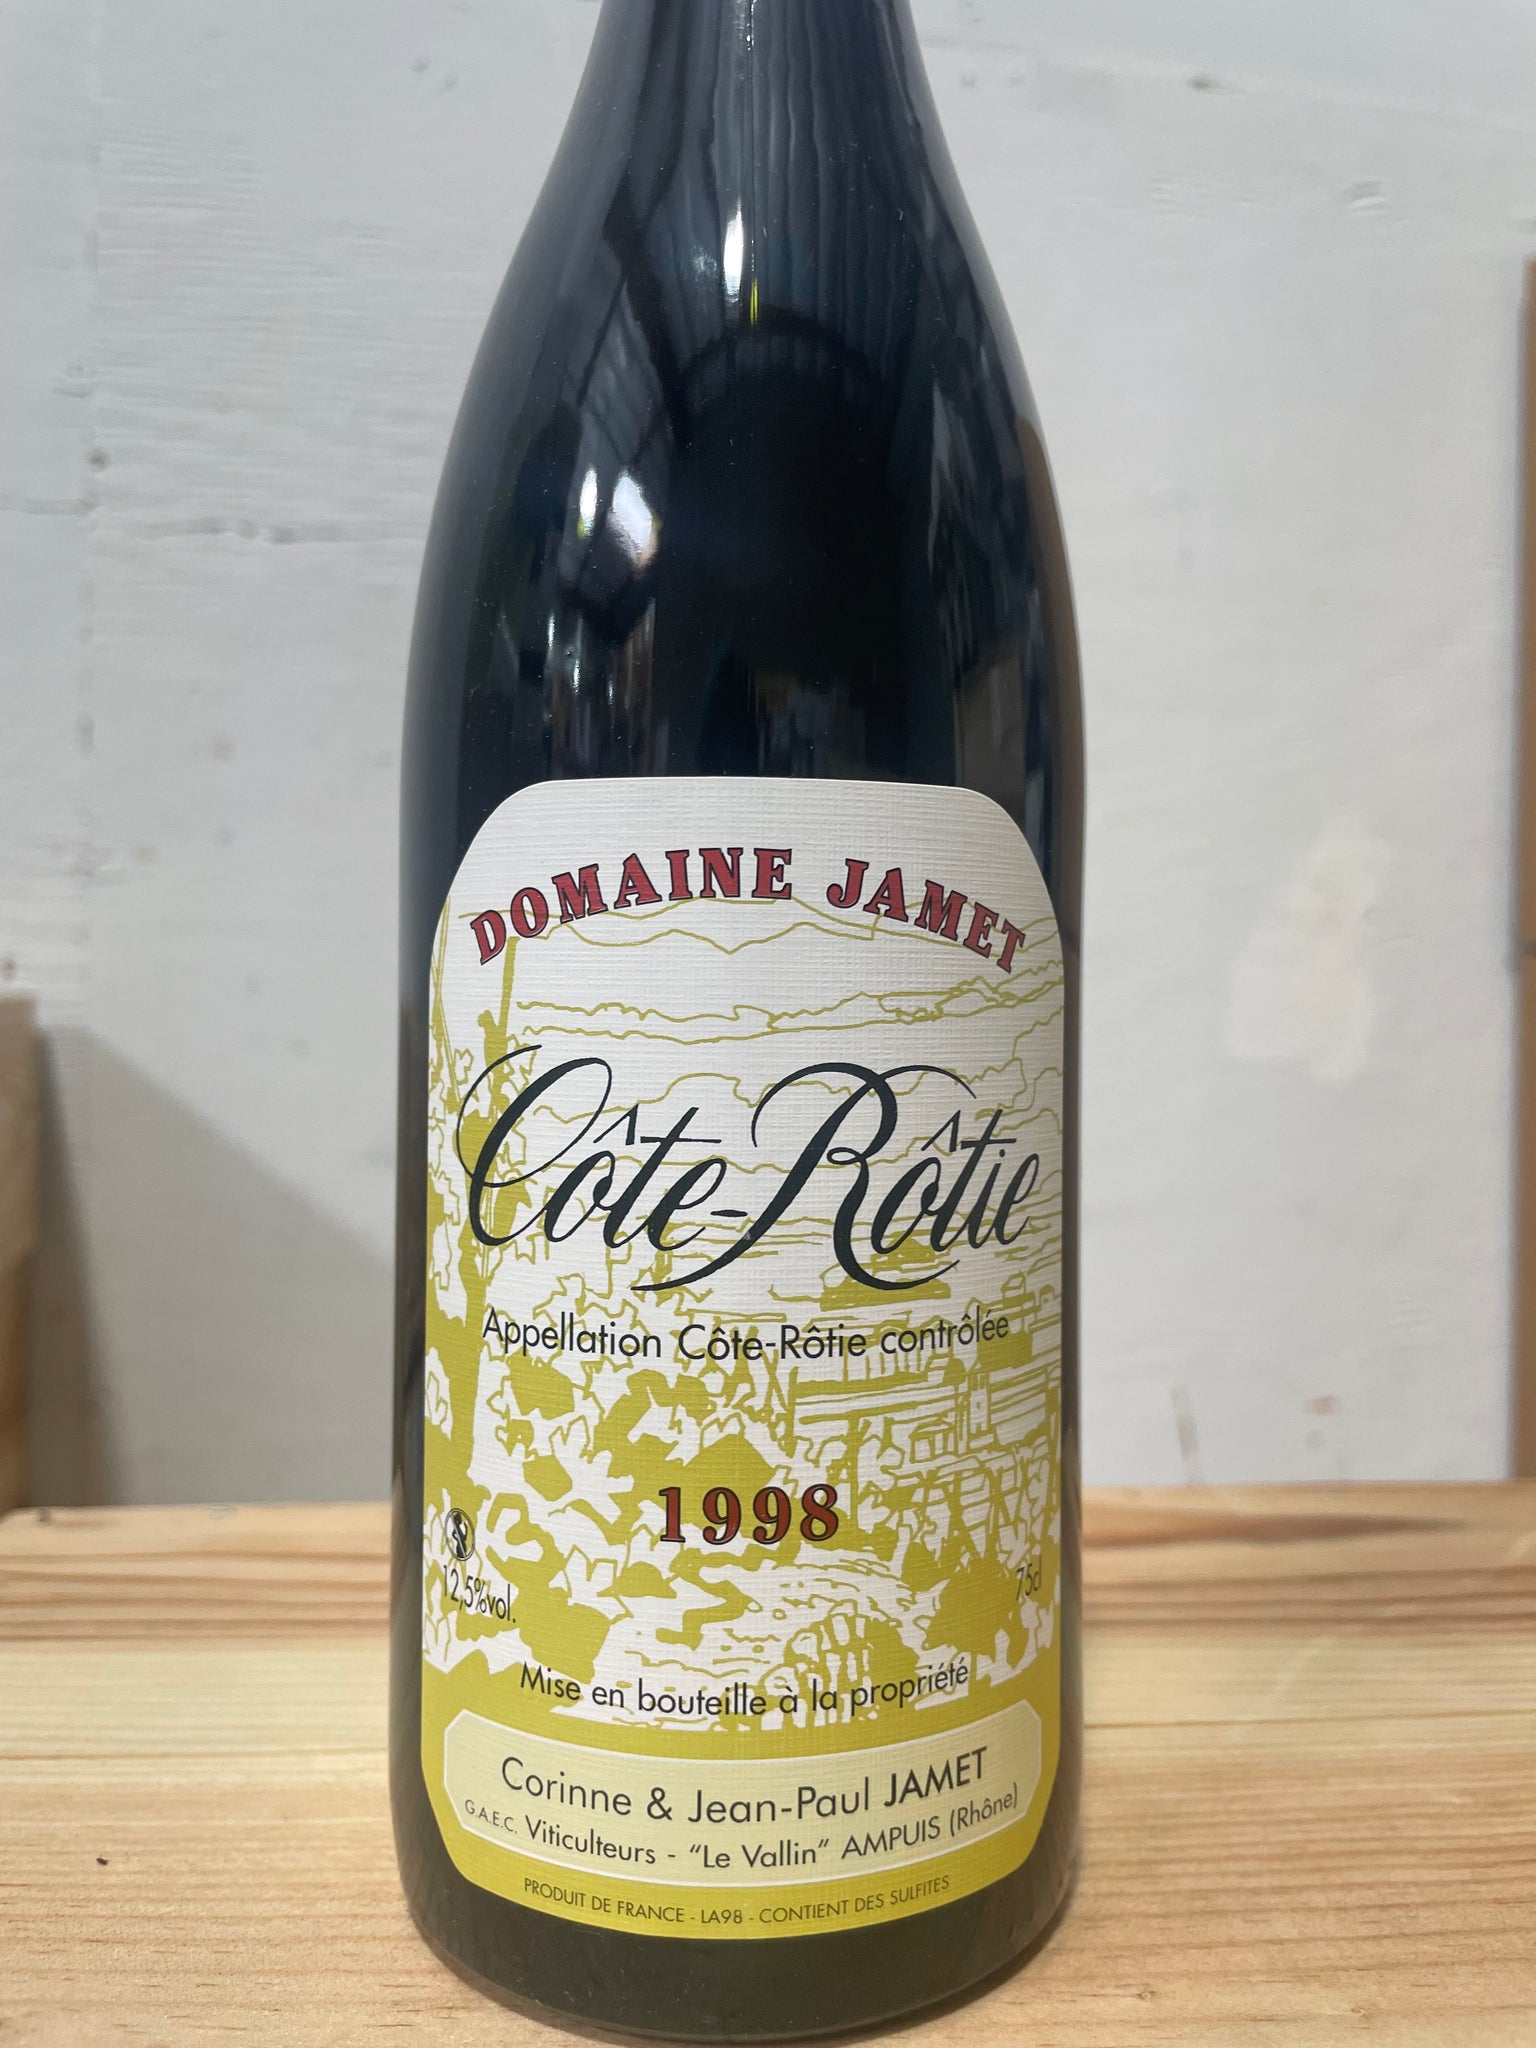 DOMAINE JAMET
Côte-Rôtie
Appellation Côte-Rôtie contrôlée
1998
12,5%vol.
75cl
Mise en bouteille à la propriété
Corinne & Jean-Paul JAMET
G.A.E.C. Viticulteurs - "Le Vallin" AMPUIS (Rhône)
PRODUIT DE FRANCE - LA98 - CONTIENT DES SULFITES